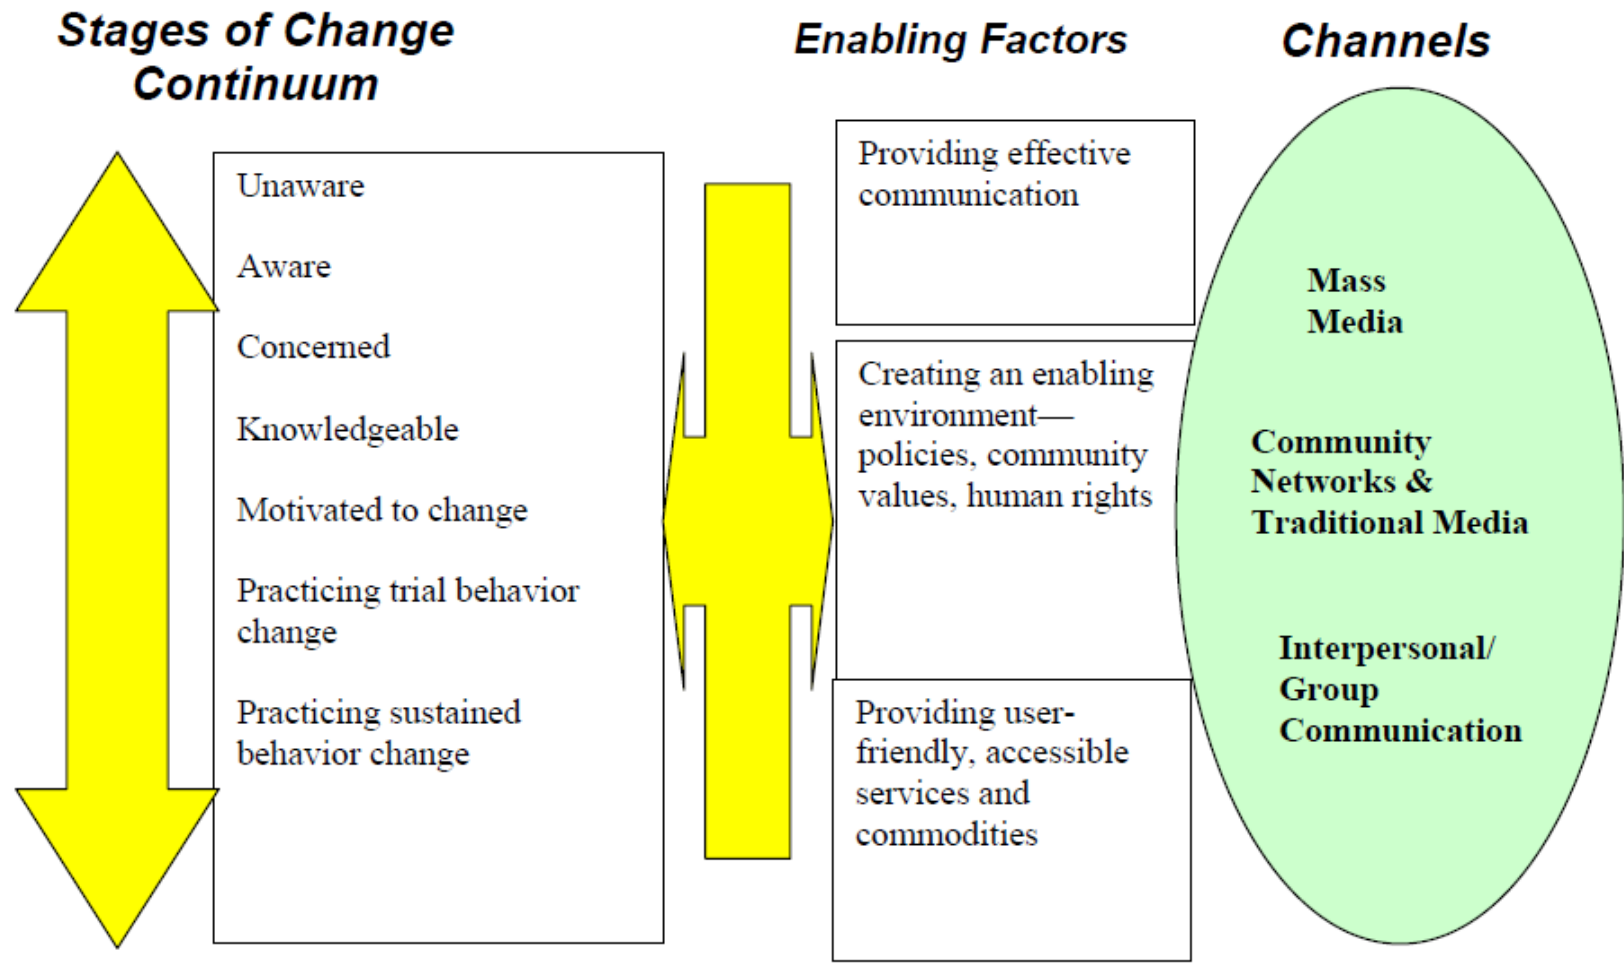 Stages of Change
Continuum
Enabling Factors
Channels
Unaware
Aware
Concerned
Knowledgeable
Motivated to change
Practicing trial behavior
change
Practicing sustained
behavior change
Providing effective
communication
Creating an enabling
environment—
policies, community
values, human rights
Providing user-
friendly, accessible
services and
commodities
Mass
Media
Community
Networks &
Traditional Media
Interpersonal/
Group
Communication